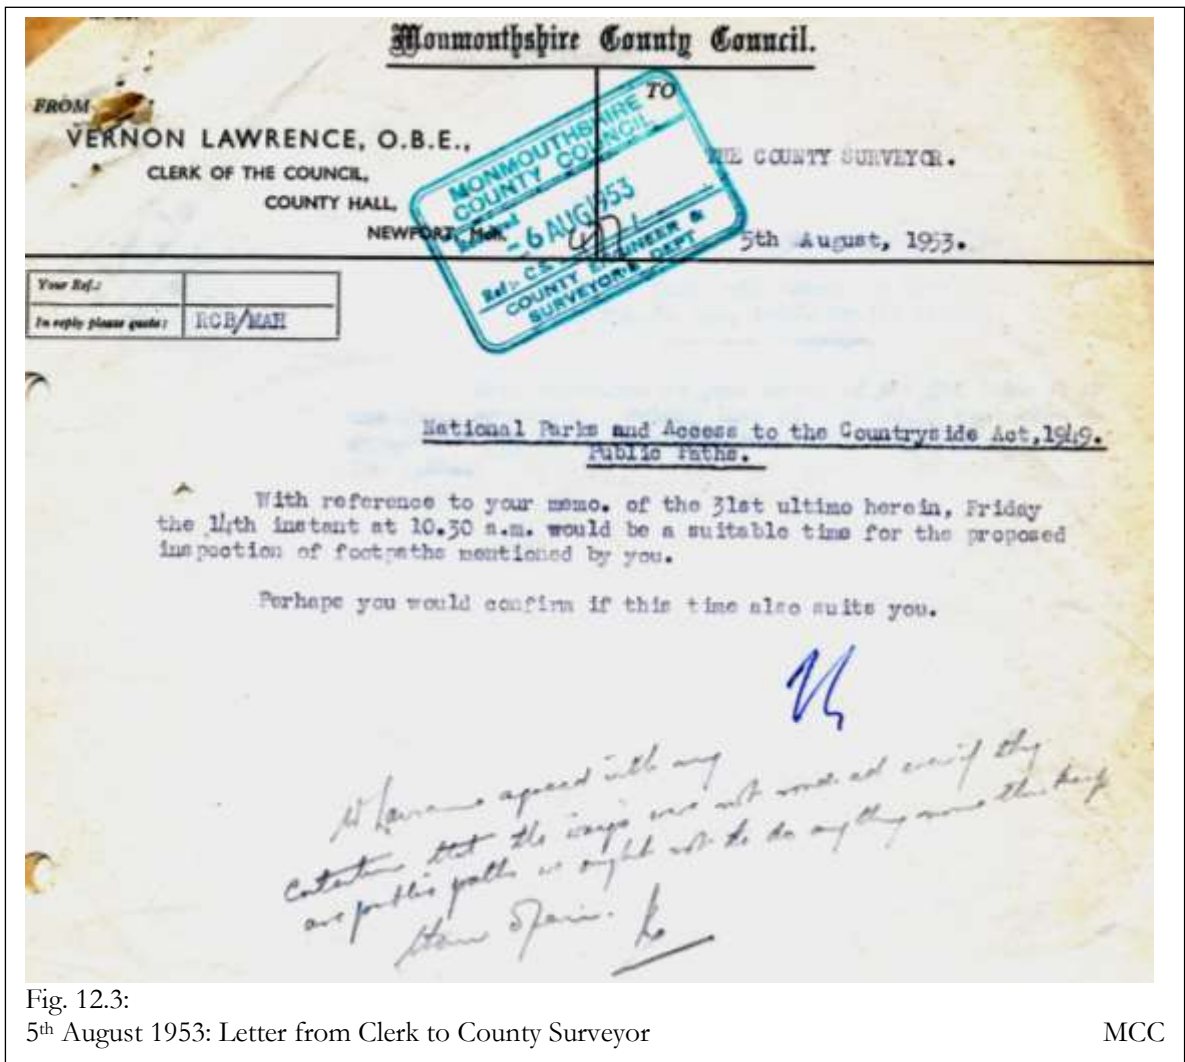 Monmouthshire County Council.
FROM
TO
VERNON LAWRENCE, O.B.E.,
CLERK OF THE COUNCIL,
COUNTY HALL,
NEWPORT, Mon.
THE COUNTY SURVEYOR.
5th August, 1953.
MONMOUTHSHIRE
COUNTY COUNCIL
Received
- 6 AUG 1953
Ref :- C.S.
COUNTY ENGINEER &
SURVEYOR'S DEPT
Your Ref.:
In reply please quote: RCB/MAH
National Parks and Access to the Countryside Act, 1949.
Public Paths.
With reference to your memo. of the 31st ultimo herein, Friday
the 14th instant at 10.30 a.m. would be a suitable time for the proposed
inspection of footpaths mentioned by you.
Perhaps you would confirm if this time also suits you.
Mr Lawrence agreed with my
contention that the ways were not needed even if they
are public paths we ought not to do anything more than keep
them open.
Fig. 12.3:
5th August 1953: Letter from Clerk to County Surveyor MCC